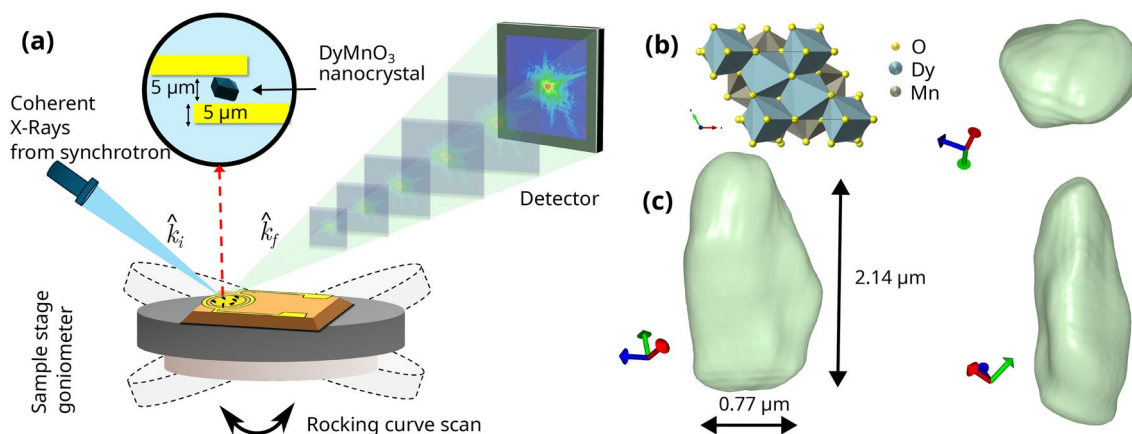 (a)
DyMnO₃
nanocrystal
5 μm
5 μm
Coherent
X-Rays
from synchrotron
Detector
k̂ᵢ
k̂f
Sample stage
goniometer
Rocking curve scan
(b)
O
Dy
Mn
(c)
2.14 μm
0.77 μm